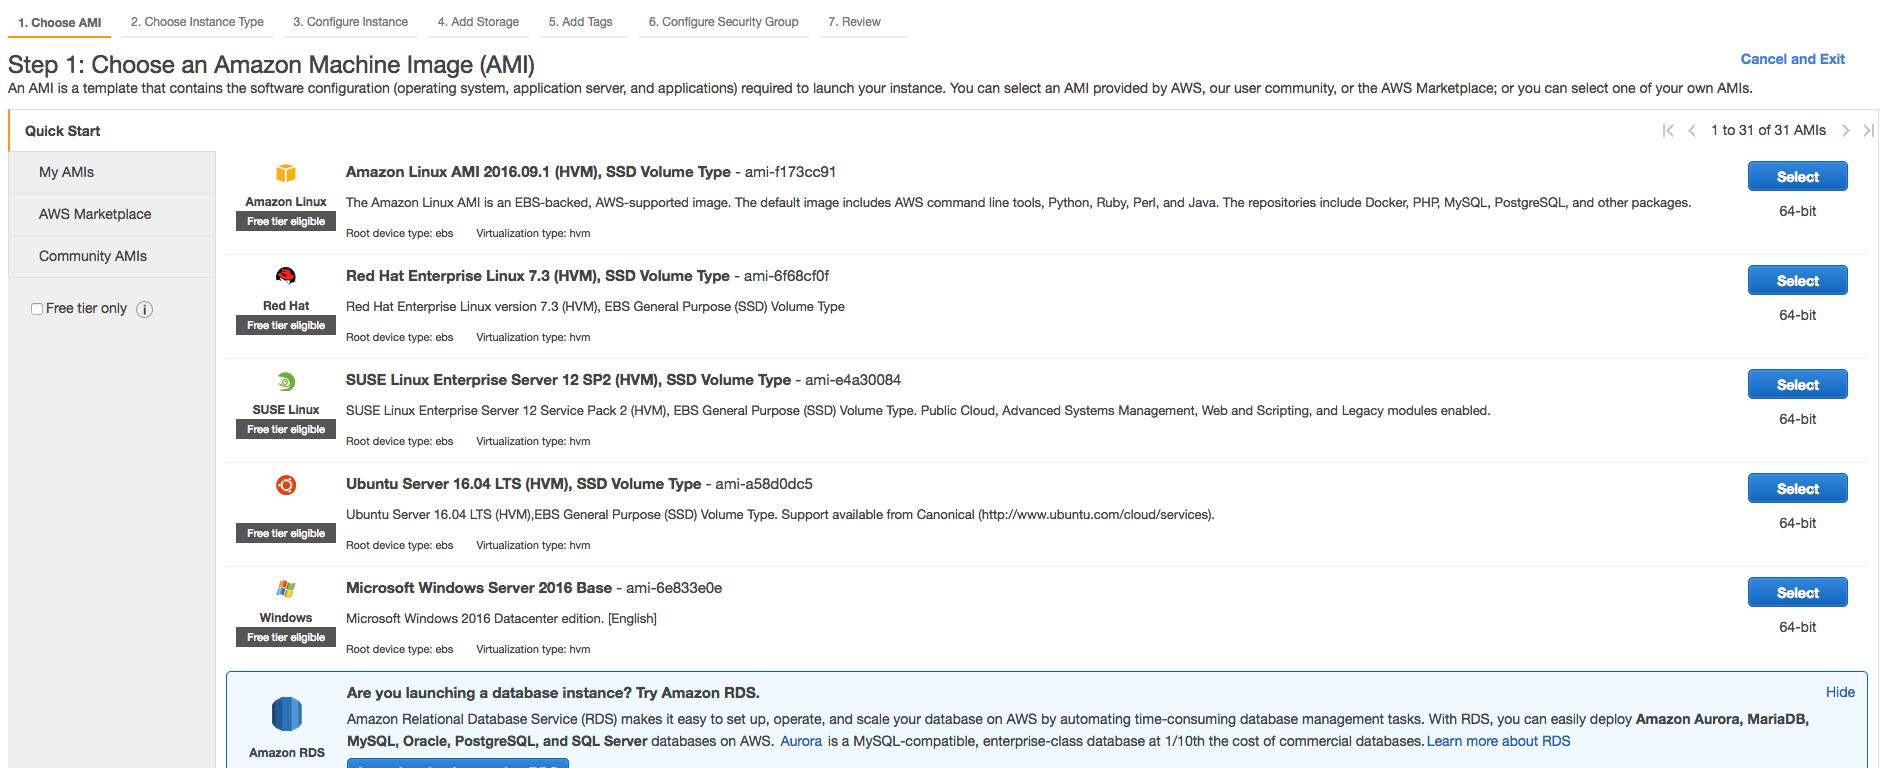 1. Choose AMI 2. Choose Instance Type 3. Configure Instance 4. Add Storage 5. Add Tags 6. Configure Security Group 7. Review
Step 1: Choose an Amazon Machine Image (AMI)
Cancel and Exit
An AMI is a template that contains the software configuration (operating system, application server, and applications) required to launch your instance. You can select an AMI provided by AWS, our user community, or the AWS Marketplace; or you can select one of your own AMIs.
Quick Start
1 to 31 of 31 AMIs
My AMIs
AWS Marketplace
Community AMIs
Free tier only
Amazon Linux
Free tier eligible
Amazon Linux AMI 2016.09.1 (HVM), SSD Volume Type - ami-f173cc91
The Amazon Linux AMI is an EBS-backed, AWS-supported image. The default image includes AWS command line tools, Python, Ruby, Perl, and Java. The repositories include Docker, PHP, MySQL, PostgreSQL, and other packages.
Root device type: ebs Virtualization type: hvm
Select
64-bit
Red Hat
Free tier eligible
Red Hat Enterprise Linux 7.3 (HVM), SSD Volume Type - ami-6f68cf0f
Red Hat Enterprise Linux version 7.3 (HVM), EBS General Purpose (SSD) Volume Type
Root device type: ebs Virtualization type: hvm
Select
64-bit
SUSE Linux
Free tier eligible
SUSE Linux Enterprise Server 12 SP2 (HVM), SSD Volume Type - ami-e4a30084
SUSE Linux Enterprise Server 12 Service Pack 2 (HVM), EBS General Purpose (SSD) Volume Type. Public Cloud, Advanced Systems Management, Web and Scripting, and Legacy modules enabled.
Root device type: ebs Virtualization type: hvm
Select
64-bit
Free tier eligible
Ubuntu Server 16.04 LTS (HVM), SSD Volume Type - ami-a58d0dc5
Ubuntu Server 16.04 LTS (HVM),EBS General Purpose (SSD) Volume Type. Support available from Canonical (http://www.ubuntu.com/cloud/services).
Root device type: ebs Virtualization type: hvm
Select
64-bit
Windows
Free tier eligible
Microsoft Windows Server 2016 Base - ami-6e833e0e
Microsoft Windows 2016 Datacenter edition. [English]
Root device type: ebs Virtualization type: hvm
Select
64-bit
Amazon RDS
Are you launching a database instance? Try Amazon RDS.
Hide
Amazon Relational Database Service (RDS) makes it easy to set up, operate, and scale your database on AWS by automating time-consuming database management tasks. With RDS, you can easily deploy Amazon Aurora, MariaDB,
MySQL, Oracle, PostgreSQL, and SQL Server databases on AWS. Aurora is a MySQL-compatible, enterprise-class database at 1/10th the cost of commercial databases. Learn more about RDS